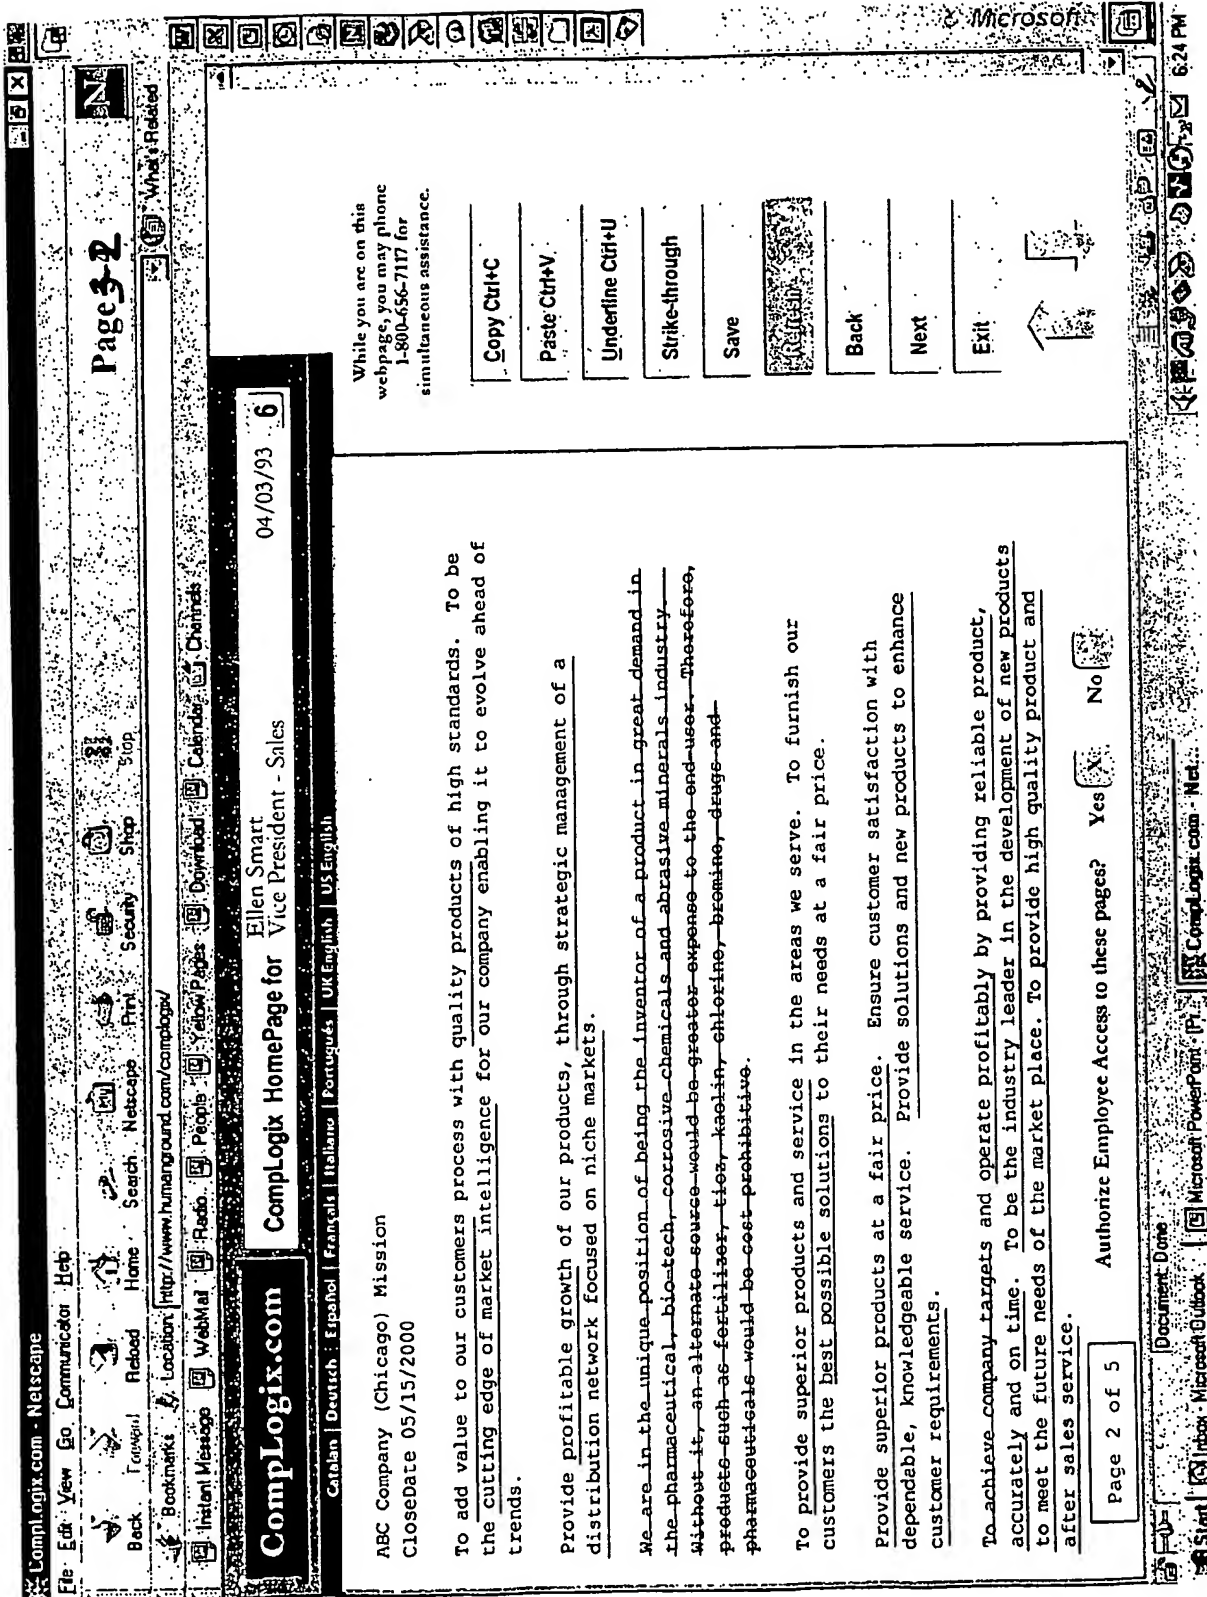 CompLogix.com - Netscape
File Edit View Go Communicator Help
Back Forward Reload Home Search Netscape Print Security Shop Stop
Page 3-2
N
Bookmarks Location: http://www.humanground.com/complogix/ What's Related
Instant Message WebMail Radio People Yellow Pages Download Calendar Channels
CompLogix.com
CompLogix HomePage for
Ellen Smart
Vice President - Sales
04/03/93 6
Catalan | Deutsch | Español | Français | Italiano | Português | UK English | US English
While you are on this
webpage, you may phone
1-800-656-7117 for
simultaneous assistance.
ABC Company (Chicago) Mission
CloseDate 05/15/2000
To add value to our customers process with quality products of high standards. To be
the cutting edge of market intelligence for our company enabling it to evolve ahead of
trends.
Provide profitable growth of our products, through strategic management of a
distribution network focused on niche markets.
We are in the unique position of being the inventor of a product in great demand in
the pharmaceutical, bio-tech, corrosive chemicals and abrasive minerals industry.
Without it, an alternate source would be greater expense to the end-user. Therefore,
products such as fertilizer, tioz, kaolin, chlorine, bromine, drugs and
pharmaceuticals would be cost prohibitive.
To provide superior products and service in the areas we serve. To furnish our
customers the best possible solutions to their needs at a fair price.
Provide superior products at a fair price. Ensure customer satisfaction with
dependable, knowledgeable service. Provide solutions and new products to enhance
customer requirements.
To achieve company targets and operate profitably by providing reliable product,
accurately and on time. To be the industry leader in the development of new products
to meet the future needs of the market place. To provide high quality product and
after sales service.
Page 2 of 5
Authorize Employee Access to these pages? Yes X No
Copy Ctrl+C
Paste Ctrl+V
Underline Ctrl+U
Strike-through
Save
Refresh
Back
Next
Exit
Microsoft
Document: Done
Start Inbox - Microsoft Outlook Microsoft PowerPoint - [Pr... CompLogix.com - Net... 6:24 PM